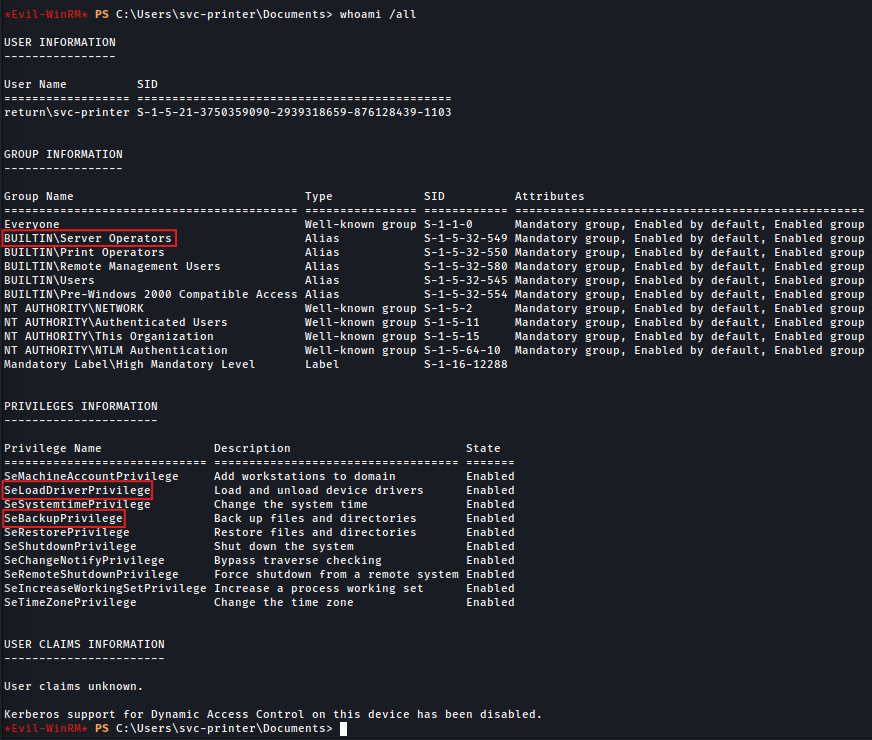 *Evil-WinRM* PS C:\Users\svc-printer\Documents> whoami /all
USER INFORMATION
----------------
User Name          SID
================== =============================================
return\svc-printer S-1-5-21-3750359090-2939318659-876128439-1103
GROUP INFORMATION
-----------------
Group Name                                 Type             SID          Attributes
========================================== ================ ============ ==================================================
Everyone                                   Well-known group S-1-1-0      Mandatory group, Enabled by default, Enabled group
BUILTIN\Server Operators                   Alias            S-1-5-32-549 Mandatory group, Enabled by default, Enabled group
BUILTIN\Print Operators                    Alias            S-1-5-32-550 Mandatory group, Enabled by default, Enabled group
BUILTIN\Remote Management Users            Alias            S-1-5-32-580 Mandatory group, Enabled by default, Enabled group
BUILTIN\Users                              Alias            S-1-5-32-545 Mandatory group, Enabled by default, Enabled group
BUILTIN\Pre-Windows 2000 Compatible Access Alias            S-1-5-32-554 Mandatory group, Enabled by default, Enabled group
NT AUTHORITY\NETWORK                       Well-known group S-1-5-2      Mandatory group, Enabled by default, Enabled group
NT AUTHORITY\Authenticated Users           Well-known group S-1-5-11     Mandatory group, Enabled by default, Enabled group
NT AUTHORITY\This Organization             Well-known group S-1-5-15     Mandatory group, Enabled by default, Enabled group
NT AUTHORITY\NTLM Authentication           Well-known group S-1-5-64-10  Mandatory group, Enabled by default, Enabled group
Mandatory Label\High Mandatory Level       Label            S-1-16-12288
PRIVILEGES INFORMATION
----------------------
Privilege Name                Description                         State
============================= =================================== =======
SeMachineAccountPrivilege     Add workstations to domain          Enabled
SeLoadDriverPrivilege         Load and unload device drivers      Enabled
SeSystemtimePrivilege         Change the system time              Enabled
SeBackupPrivilege             Back up files and directories       Enabled
SeRestorePrivilege            Restore files and directories       Enabled
SeShutdownPrivilege           Shut down the system                Enabled
SeChangeNotifyPrivilege       Bypass traverse checking            Enabled
SeRemoteShutdownPrivilege     Force shutdown from a remote system Enabled
SeIncreaseWorkingSetPrivilege Increase a process working set      Enabled
SeTimeZonePrivilege           Change the time zone                Enabled
USER CLAIMS INFORMATION
-----------------------
User claims unknown.
Kerberos support for Dynamic Access Control on this device has been disabled.
*Evil-WinRM* PS C:\Users\svc-printer\Documents>